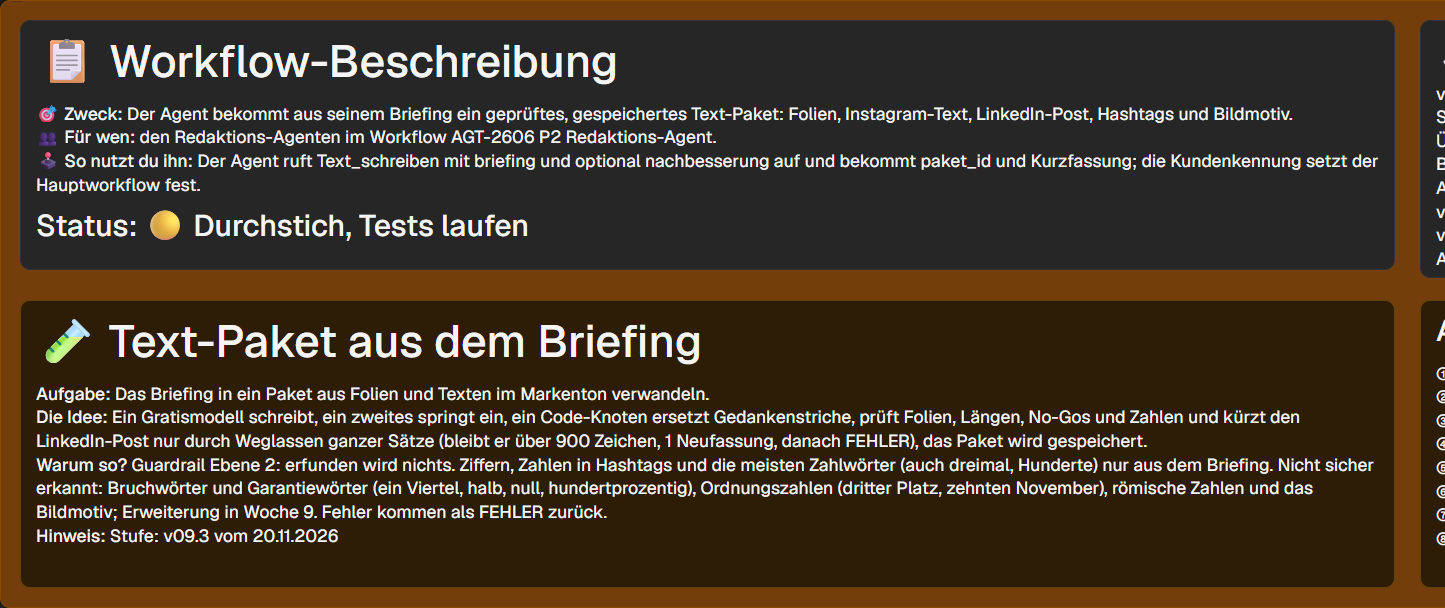 📋 Workflow-Beschreibung
🎯 Zweck: Der Agent bekommt aus seinem Briefing ein geprüftes, gespeichertes Text-Paket: Folien, Instagram-Text, LinkedIn-Post, Hashtags und Bildmotiv.
👥 Für wen: den Redaktions-Agenten im Workflow AGT-2606 P2 Redaktions-Agent.
🕹️ So nutzt du ihn: Der Agent ruft Text_schreiben mit briefing und optional nachbesserung auf und bekommt paket_id und Kurzfassung; die Kundenkennung setzt der
Hauptworkflow fest.
Status: 🟡 Durchstich, Tests laufen
🧪 Text-Paket aus dem Briefing
Aufgabe: Das Briefing in ein Paket aus Folien und Texten im Markenton verwandeln.
Die Idee: Ein Gratismodell schreibt, ein zweites springt ein, ein Code-Knoten ersetzt Gedankenstriche, prüft Folien, Längen, No-Gos und Zahlen und kürzt den
LinkedIn-Post nur durch Weglassen ganzer Sätze (bleibt er über 900 Zeichen, 1 Neufassung, danach FEHLER), das Paket wird gespeichert.
Warum so? Guardrail Ebene 2: erfunden wird nichts. Ziffern, Zahlen in Hashtags und die meisten Zahlwörter (auch dreimal, Hunderte) nur aus dem Briefing. Nicht sicher
erkannt: Bruchwörter und Garantiewörter (ein Viertel, halb, null, hundertprozentig), Ordnungszahlen (dritter Platz, zehnten November), römische Zahlen und das
Bildmotiv; Erweiterung in Woche 9. Fehler kommen als FEHLER zurück.
Hinweis: Stufe: v09.3 vom 20.11.2026